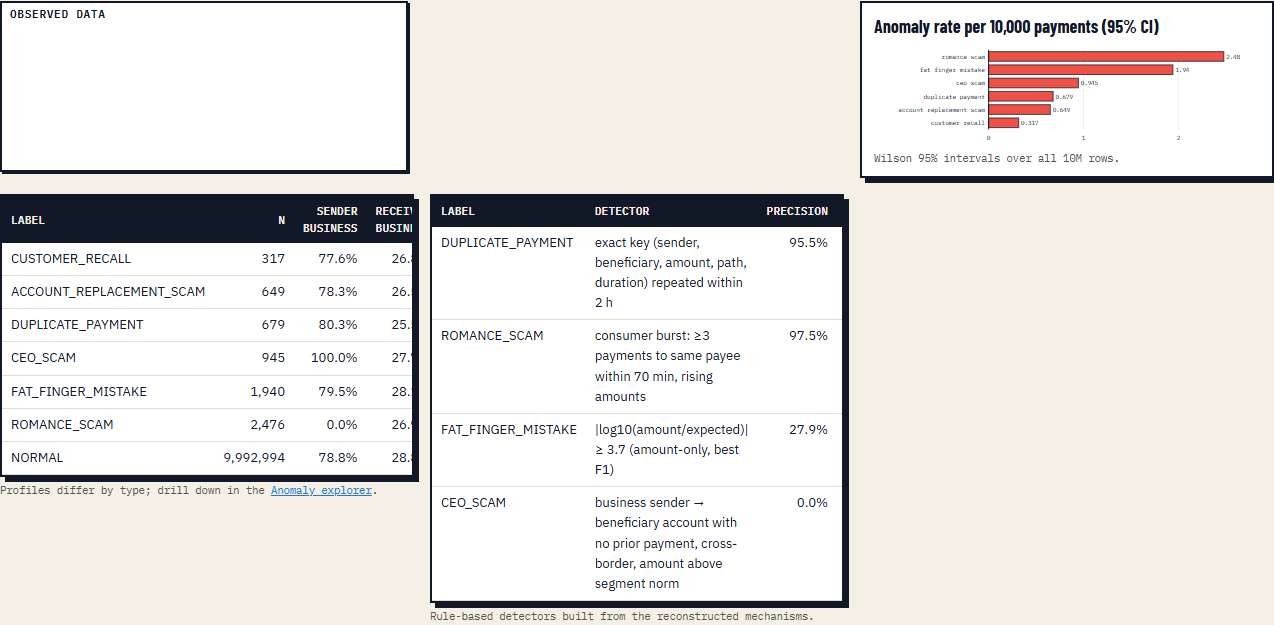 OBSERVED DATA
Anomaly rate per 10,000 payments (95% CI)
romance scam 2.48
fat finger mistake 1.94
ceo scam 0.945
duplicate payment 0.679
account replacement scam 0.649
customer recall 0.317
0 1 2
Wilson 95% intervals over all 10M rows.
LABEL N SENDER BUSINESS
CUSTOMER_RECALL 317 77.6% 26.
ACCOUNT_REPLACEMENT_SCAM 649 78.3% 26.
DUPLICATE_PAYMENT 679 80.3% 25.
CEO_SCAM 945 100.0% 27.
FAT_FINGER_MISTAKE 1,940 79.5% 28.
ROMANCE_SCAM 2,476 0.0% 26.
NORMAL 9,992,994 78.8% 28.
Profiles differ by type; drill down in the Anomaly explorer.
LABEL DETECTOR PRECISION
DUPLICATE_PAYMENT exact key (sender, 95.5%
beneficiary, amount, path,
duration) repeated within
2 h
ROMANCE_SCAM consumer burst: ≥3 97.5%
payments to same payee
within 70 min, rising
amounts
FAT_FINGER_MISTAKE |log10(amount/expected)| 27.9%
≥ 3.7 (amount-only, best
F1)
CEO_SCAM business sender → 0.0%
beneficiary account with
no prior payment, cross-
border, amount above
segment norm
Rule-based detectors built from the reconstructed mechanisms.